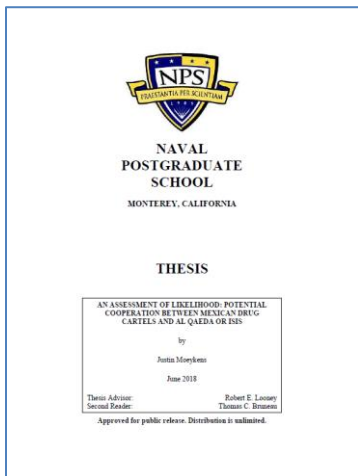 NPS
PRAESTANTIA PER SCIENTIAM
NAVAL
POSTGRADUATE
SCHOOL
MONTEREY, CALIFORNIA
THESIS
AN ASSESSMENT OF LIKELIHOOD: POTENTIAL
COOPERATION BETWEEN MEXICAN DRUG
CARTELS AND AL QAEDA OR ISIS
by
Justin Moeykens
June 2018
Thesis Advisor: Robert E. Looney
Second Reader: Thomas C. Bruneau
Approved for public release. Distribution is unlimited.